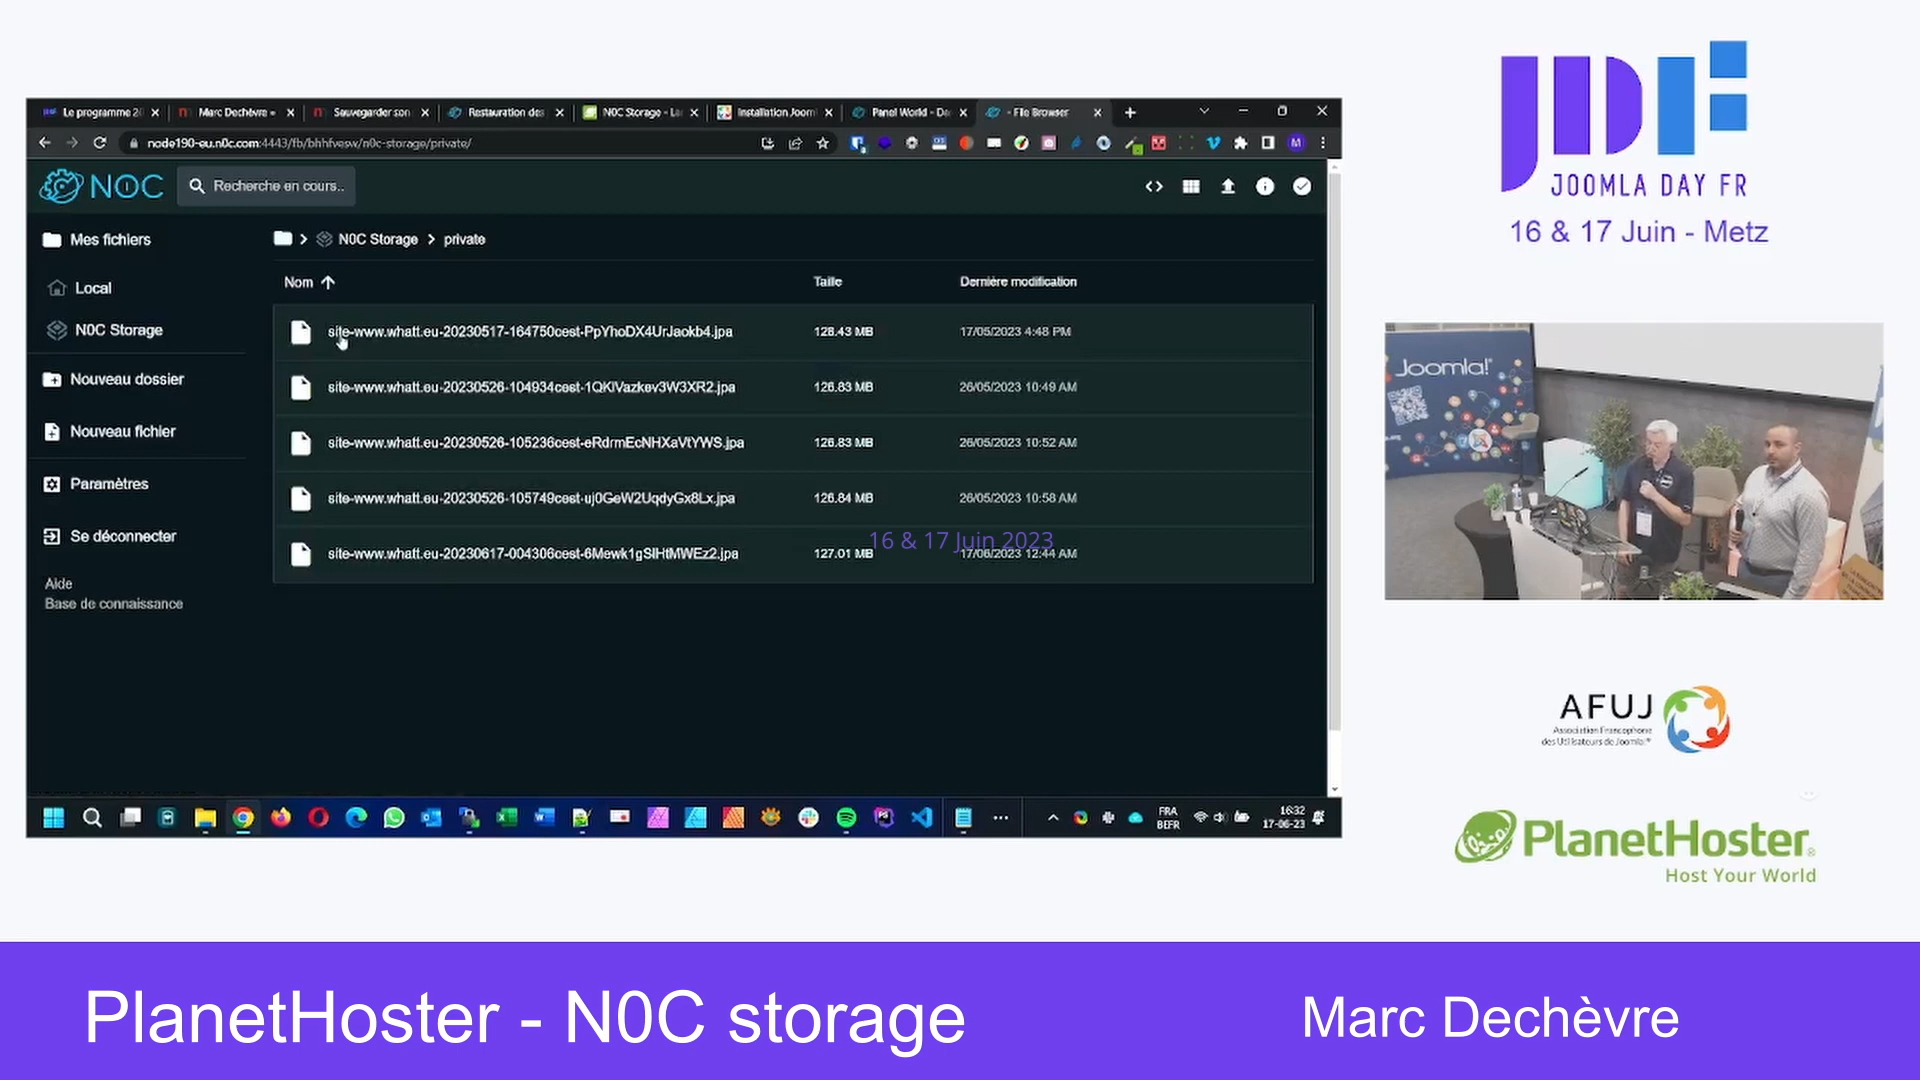 Le programme 2
Marc Dechèvre
Sauvegarder son
Restauration des
N0C Storage - La
Installation Joom
Panel World - De
- File Browser
node190-eu.n0c.com:4443/fb/bhhfvesw/n0c-storage/private/
N0C
Recherche en cours..
Mes fichiers
Local
N0C Storage
Nouveau dossier
Nouveau fichier
Paramètres
Se déconnecter
Aide
Base de connaissance
N0C Storage > private
Nom Taille Dernière modification
site-www.whatt.eu-20230517-164750cest-PpYhoDX4UrJaokb4.jpa 126.43 MB 17/05/2023 4:48 PM
site-www.whatt.eu-20230526-104934cest-1QKIVazkev3W3XR2.jpa 126.83 MB 26/05/2023 10:49 AM
site-www.whatt.eu-20230526-105236cest-eRdrmEcNHXaVtYWS.jpa 126.83 MB 26/05/2023 10:52 AM
site-www.whatt.eu-20230526-105749cest-uj0GeW2UqdyGx8Lx.jpa 126.84 MB 26/05/2023 10:58 AM
site-www.whatt.eu-20230617-004306cest-6Mewk1gSIHtMWEz2.jpa 127.01 MB 17/06/2023 12:44 AM
16 & 17 Juin 2023
FRA
BEFR
16:32
17-06-23
JDF
JOOMLA DAY FR
16 & 17 Juin - Metz
Joomla!®
AFUJ
Association Francophone
des Utilisateurs de Joomla!®
PlanetHoster®
Host Your World
PlanetHoster - N0C storage
Marc Dechèvre